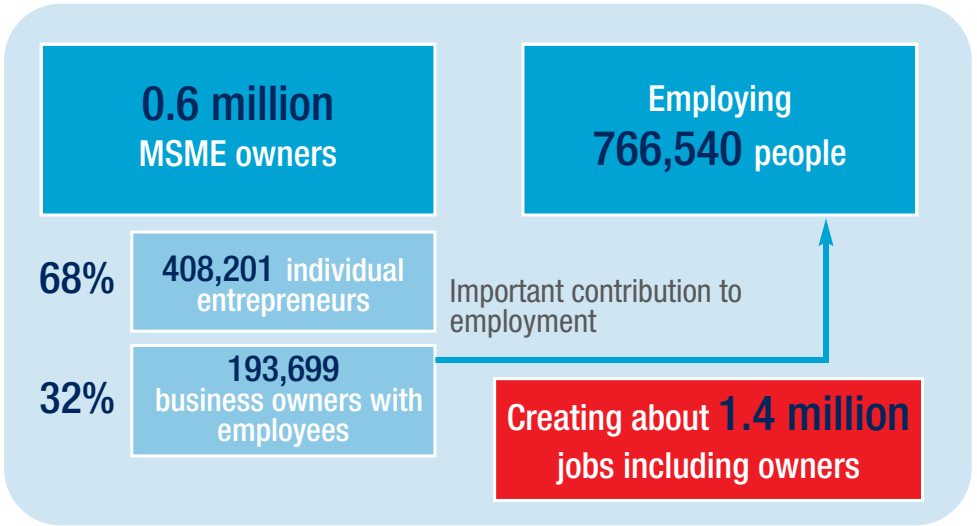 0.6 million
MSME owners
Employing
766,540 people
68%
408,201 individual
entrepreneurs
Important contribution to
employment
32%
193,699
business owners with
employees
Creating about 1.4 million
jobs including owners